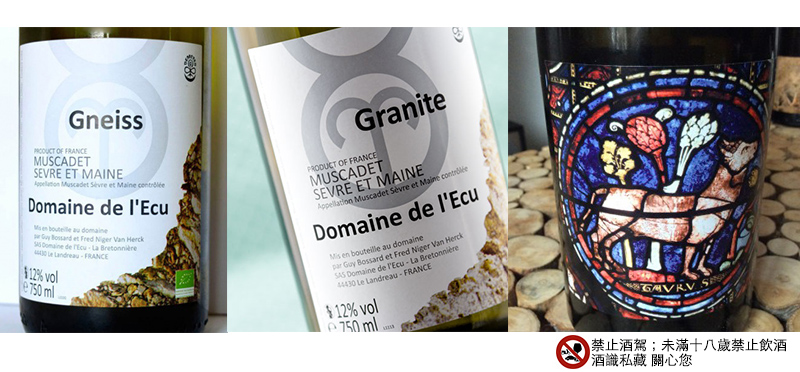 Gneiss
PRODUCT OF FRANCE
MUSCADET
SEVRE ET MAINE
Appellation Muscadet Sèvre et Maine contrôlée
Domaine de l'Ecu
Mis en bouteille au domaine
par Guy Bossard et Fred Niger Van Herck
SAS Domaine de l'Ecu - La Bretonnière
44430 Le Landreau - FRANCE
12% vol
750 ml
Granite
PRODUCT OF FRANCE
MUSCADET
SEVRE ET MAINE
Appellation Muscadet Sèvre et Maine contrôlée
Domaine de l'Ecu
Mis en bouteille au domaine
par Guy Bossard et Fred Niger Van Herck
SAS Domaine de l'Ecu - La Bretonnière
44430 Le Landreau - FRANCE
12% vol
750 ml
TAVRVS
禁止酒駕；未滿十八歲禁止飲酒
酒識私藏 關心您